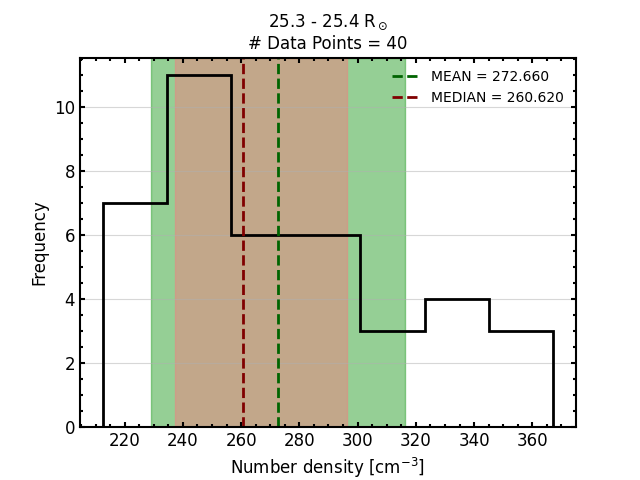 25.3 - 25.4 R⊙
# Data Points = 40
MEAN = 272.660
MEDIAN = 260.620
Frequency
10
8
6
4
2
0
220 240 260 280 300 320 340 360
Number density [cm⁻³]